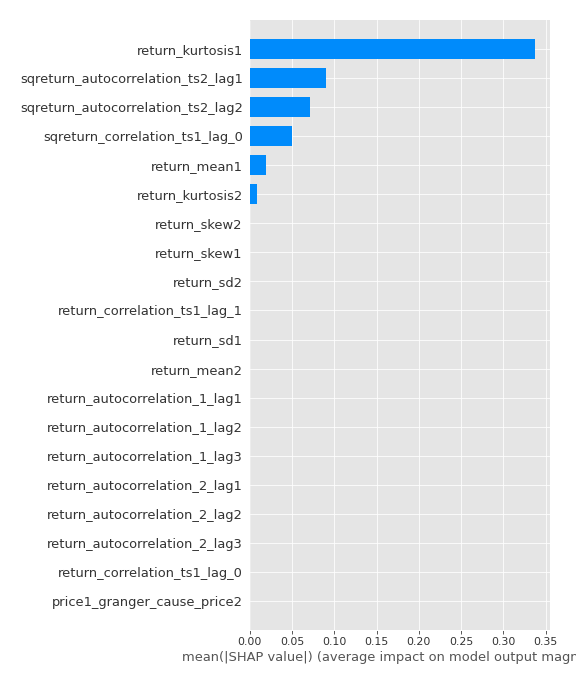 return_kurtosis1
sqreturn_autocorrelation_ts2_lag1
sqreturn_autocorrelation_ts2_lag2
sqreturn_correlation_ts1_lag_0
return_mean1
return_kurtosis2
return_skew2
return_skew1
return_sd2
return_correlation_ts1_lag_1
return_sd1
return_mean2
return_autocorrelation_1_lag1
return_autocorrelation_1_lag2
return_autocorrelation_1_lag3
return_autocorrelation_2_lag1
return_autocorrelation_2_lag2
return_autocorrelation_2_lag3
return_correlation_ts1_lag_0
price1_granger_cause_price2
0.00 0.05 0.10 0.15 0.20 0.25 0.30 0.35
mean(|SHAP value|) (average impact on model output magn